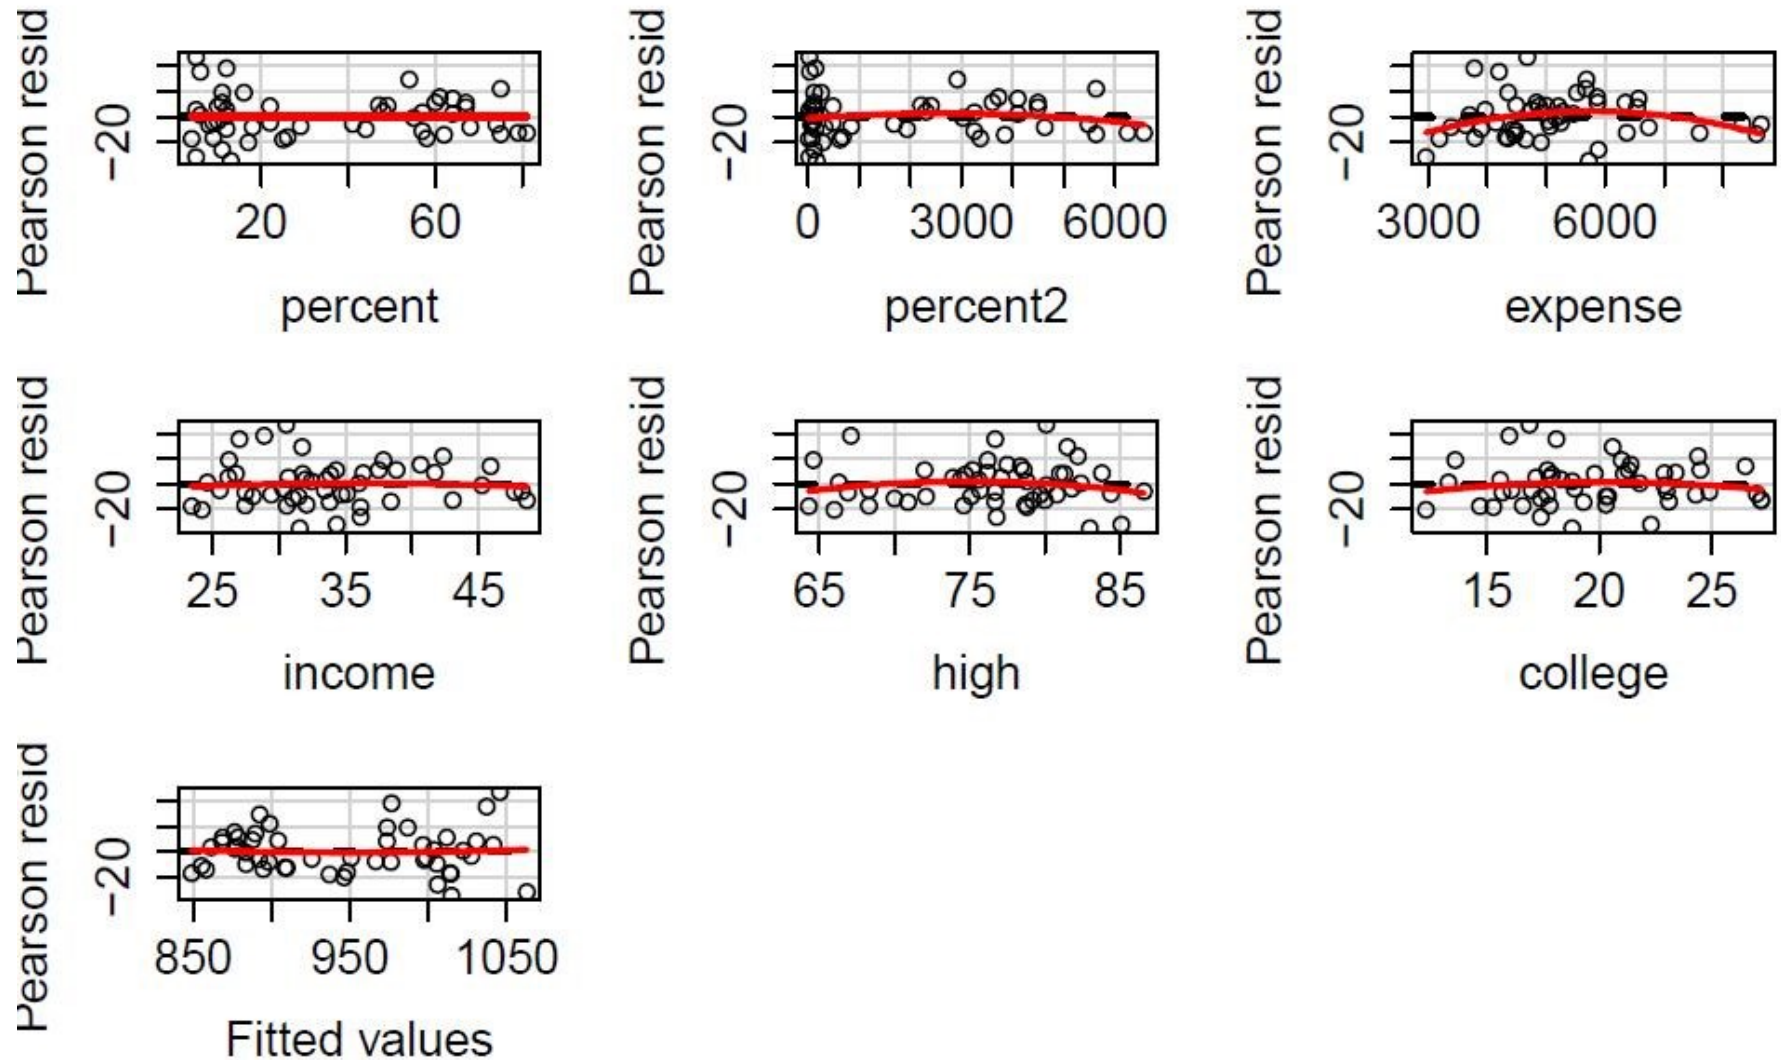 Pearson resid
−20
20 60
percent
Pearson resid
−20
0 3000 6000
percent2
Pearson resid
−20
3000 6000
expense
Pearson resid
−20
25 35 45
income
Pearson resid
−20
65 75 85
high
Pearson resid
−20
15 20 25
college
Pearson resid
−20
850 950 1050
Fitted values